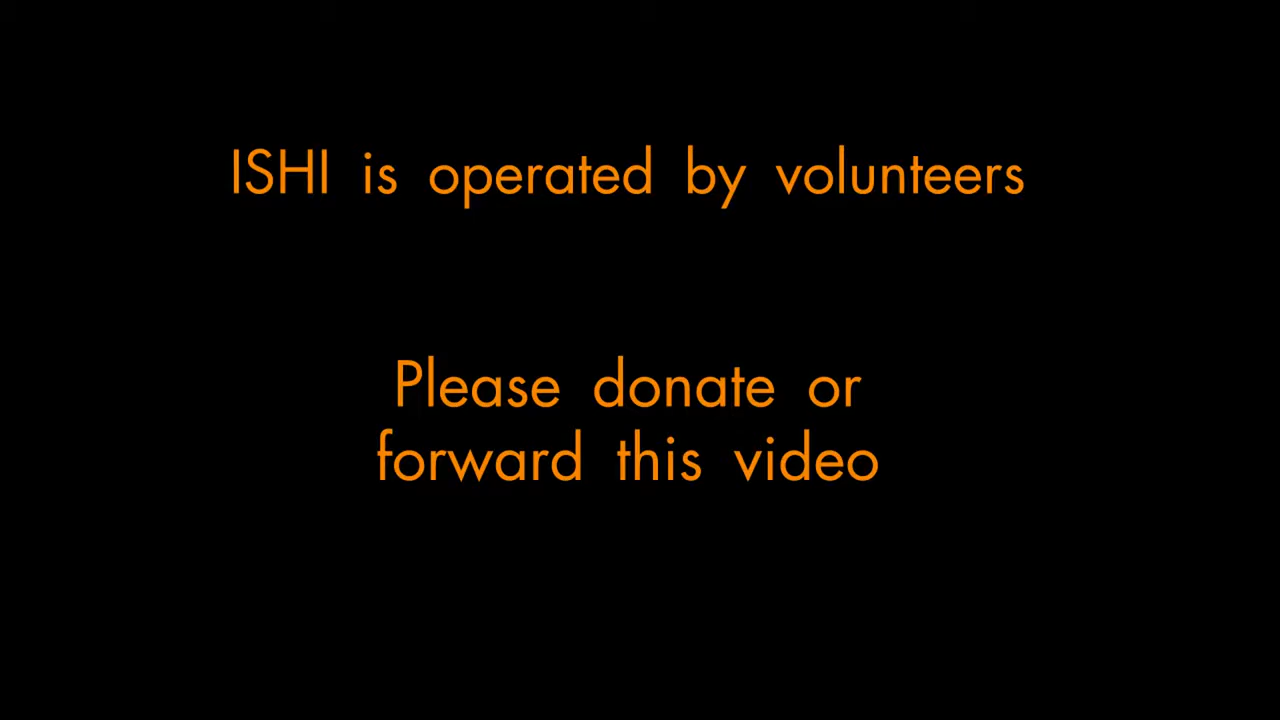 ISHI is operated by volunteers
Please donate or
forward this video